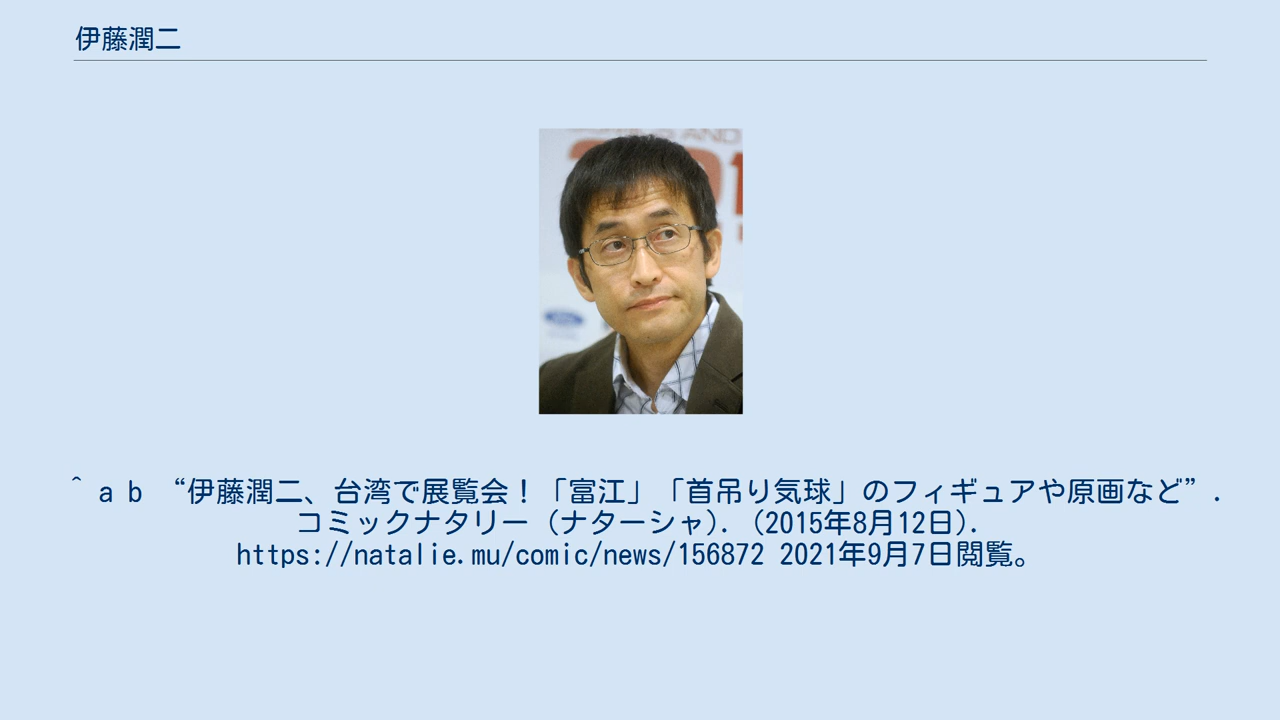 伊藤潤二
^ a b “伊藤潤二、台湾で展覧会！「富江」「首吊り気球」のフィギュアや原画など”.
コミックナタリー (ナターシャ). (2015年8月12日).
https://natalie.mu/comic/news/156872 2021年9月7日閲覧。